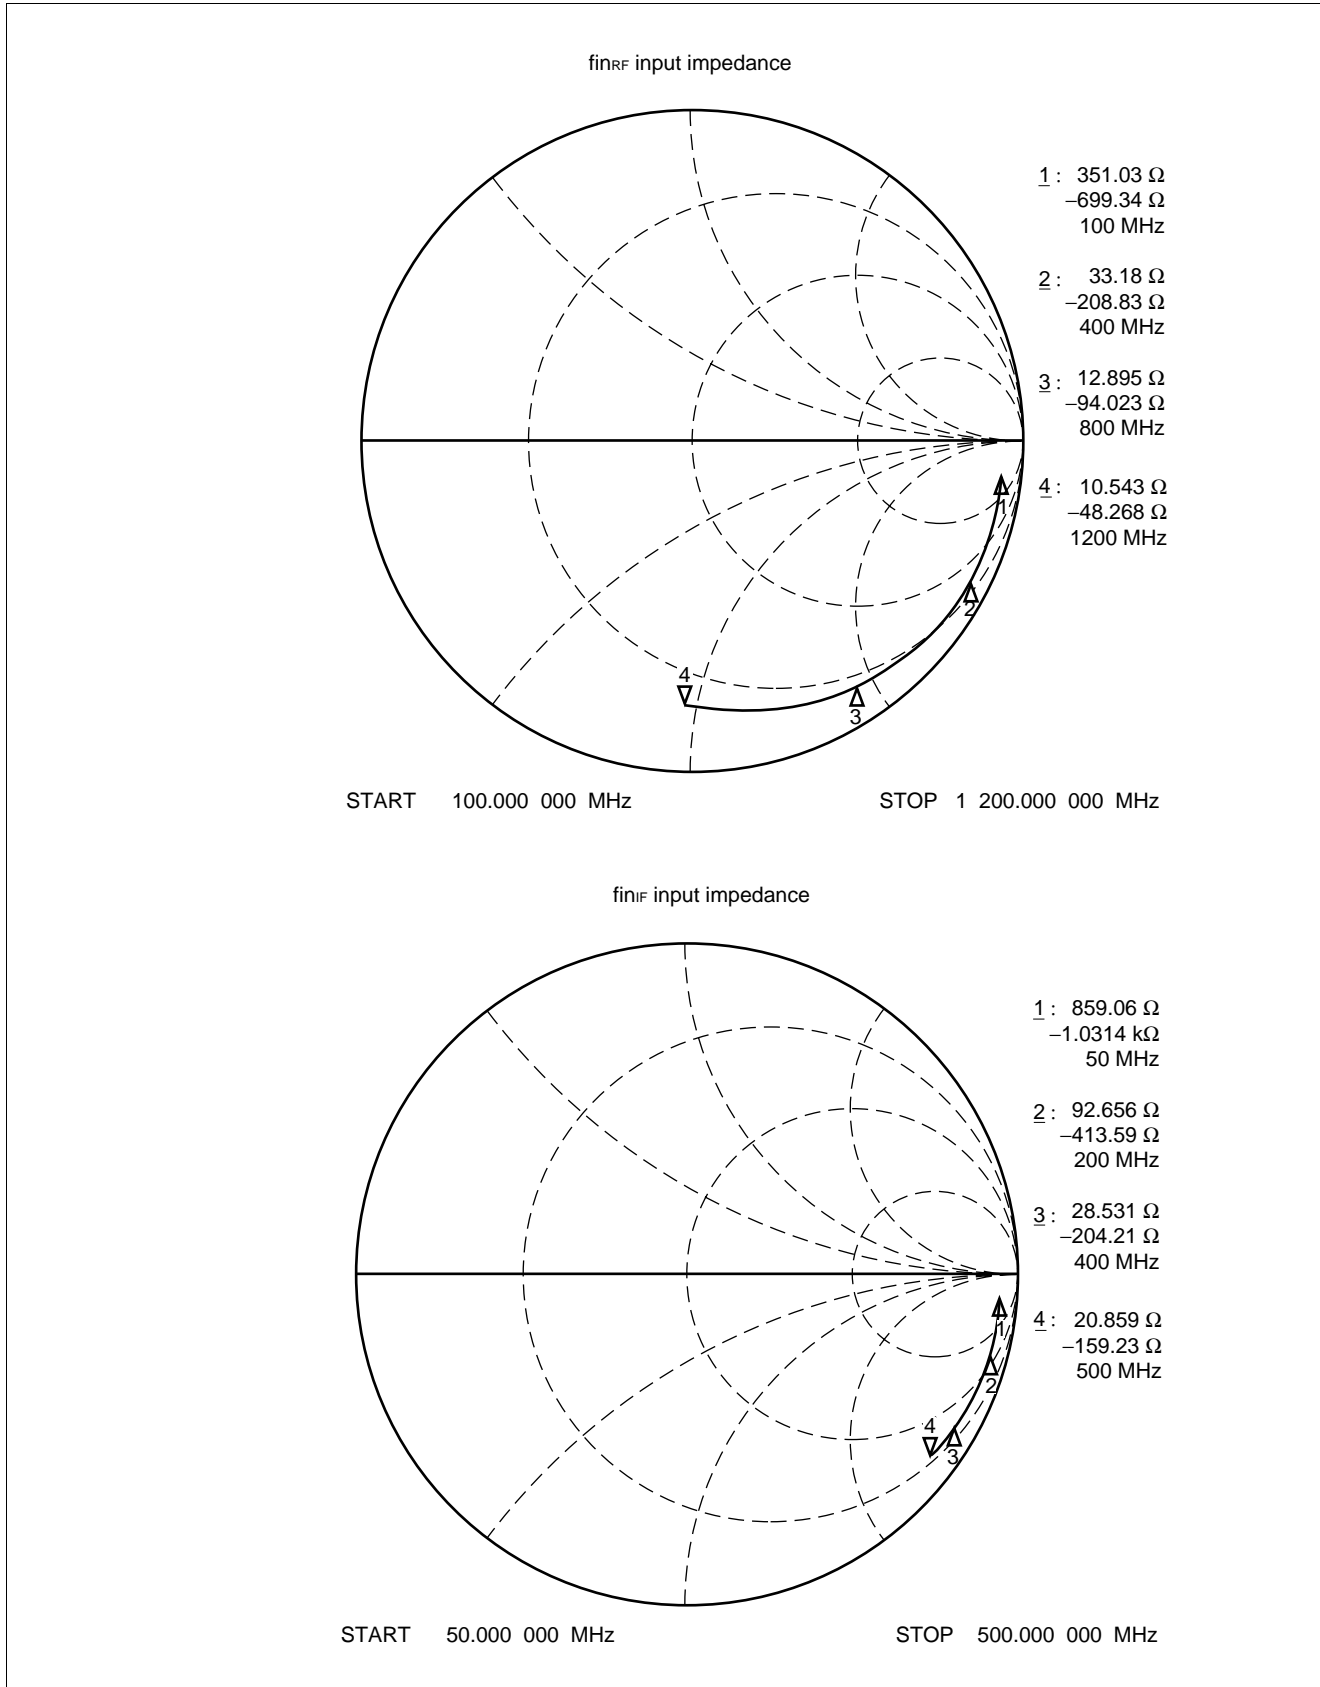 finRF input impedance
1 : 351.03 Ω
−699.34 Ω
100 MHz
2 : 33.18 Ω
−208.83 Ω
400 MHz
3 : 12.895 Ω
−94.023 Ω
800 MHz
4 : 10.543 Ω
−48.268 Ω
1200 MHz
1
2
4
3
START 100.000 000 MHz STOP 1 200.000 000 MHz
finIF input impedance
1 : 859.06 Ω
−1.0314 kΩ
50 MHz
2 : 92.656 Ω
−413.59 Ω
200 MHz
3 : 28.531 Ω
−204.21 Ω
400 MHz
4 : 20.859 Ω
−159.23 Ω
500 MHz
1
2
4
3
START 50.000 000 MHz STOP 500.000 000 MHz